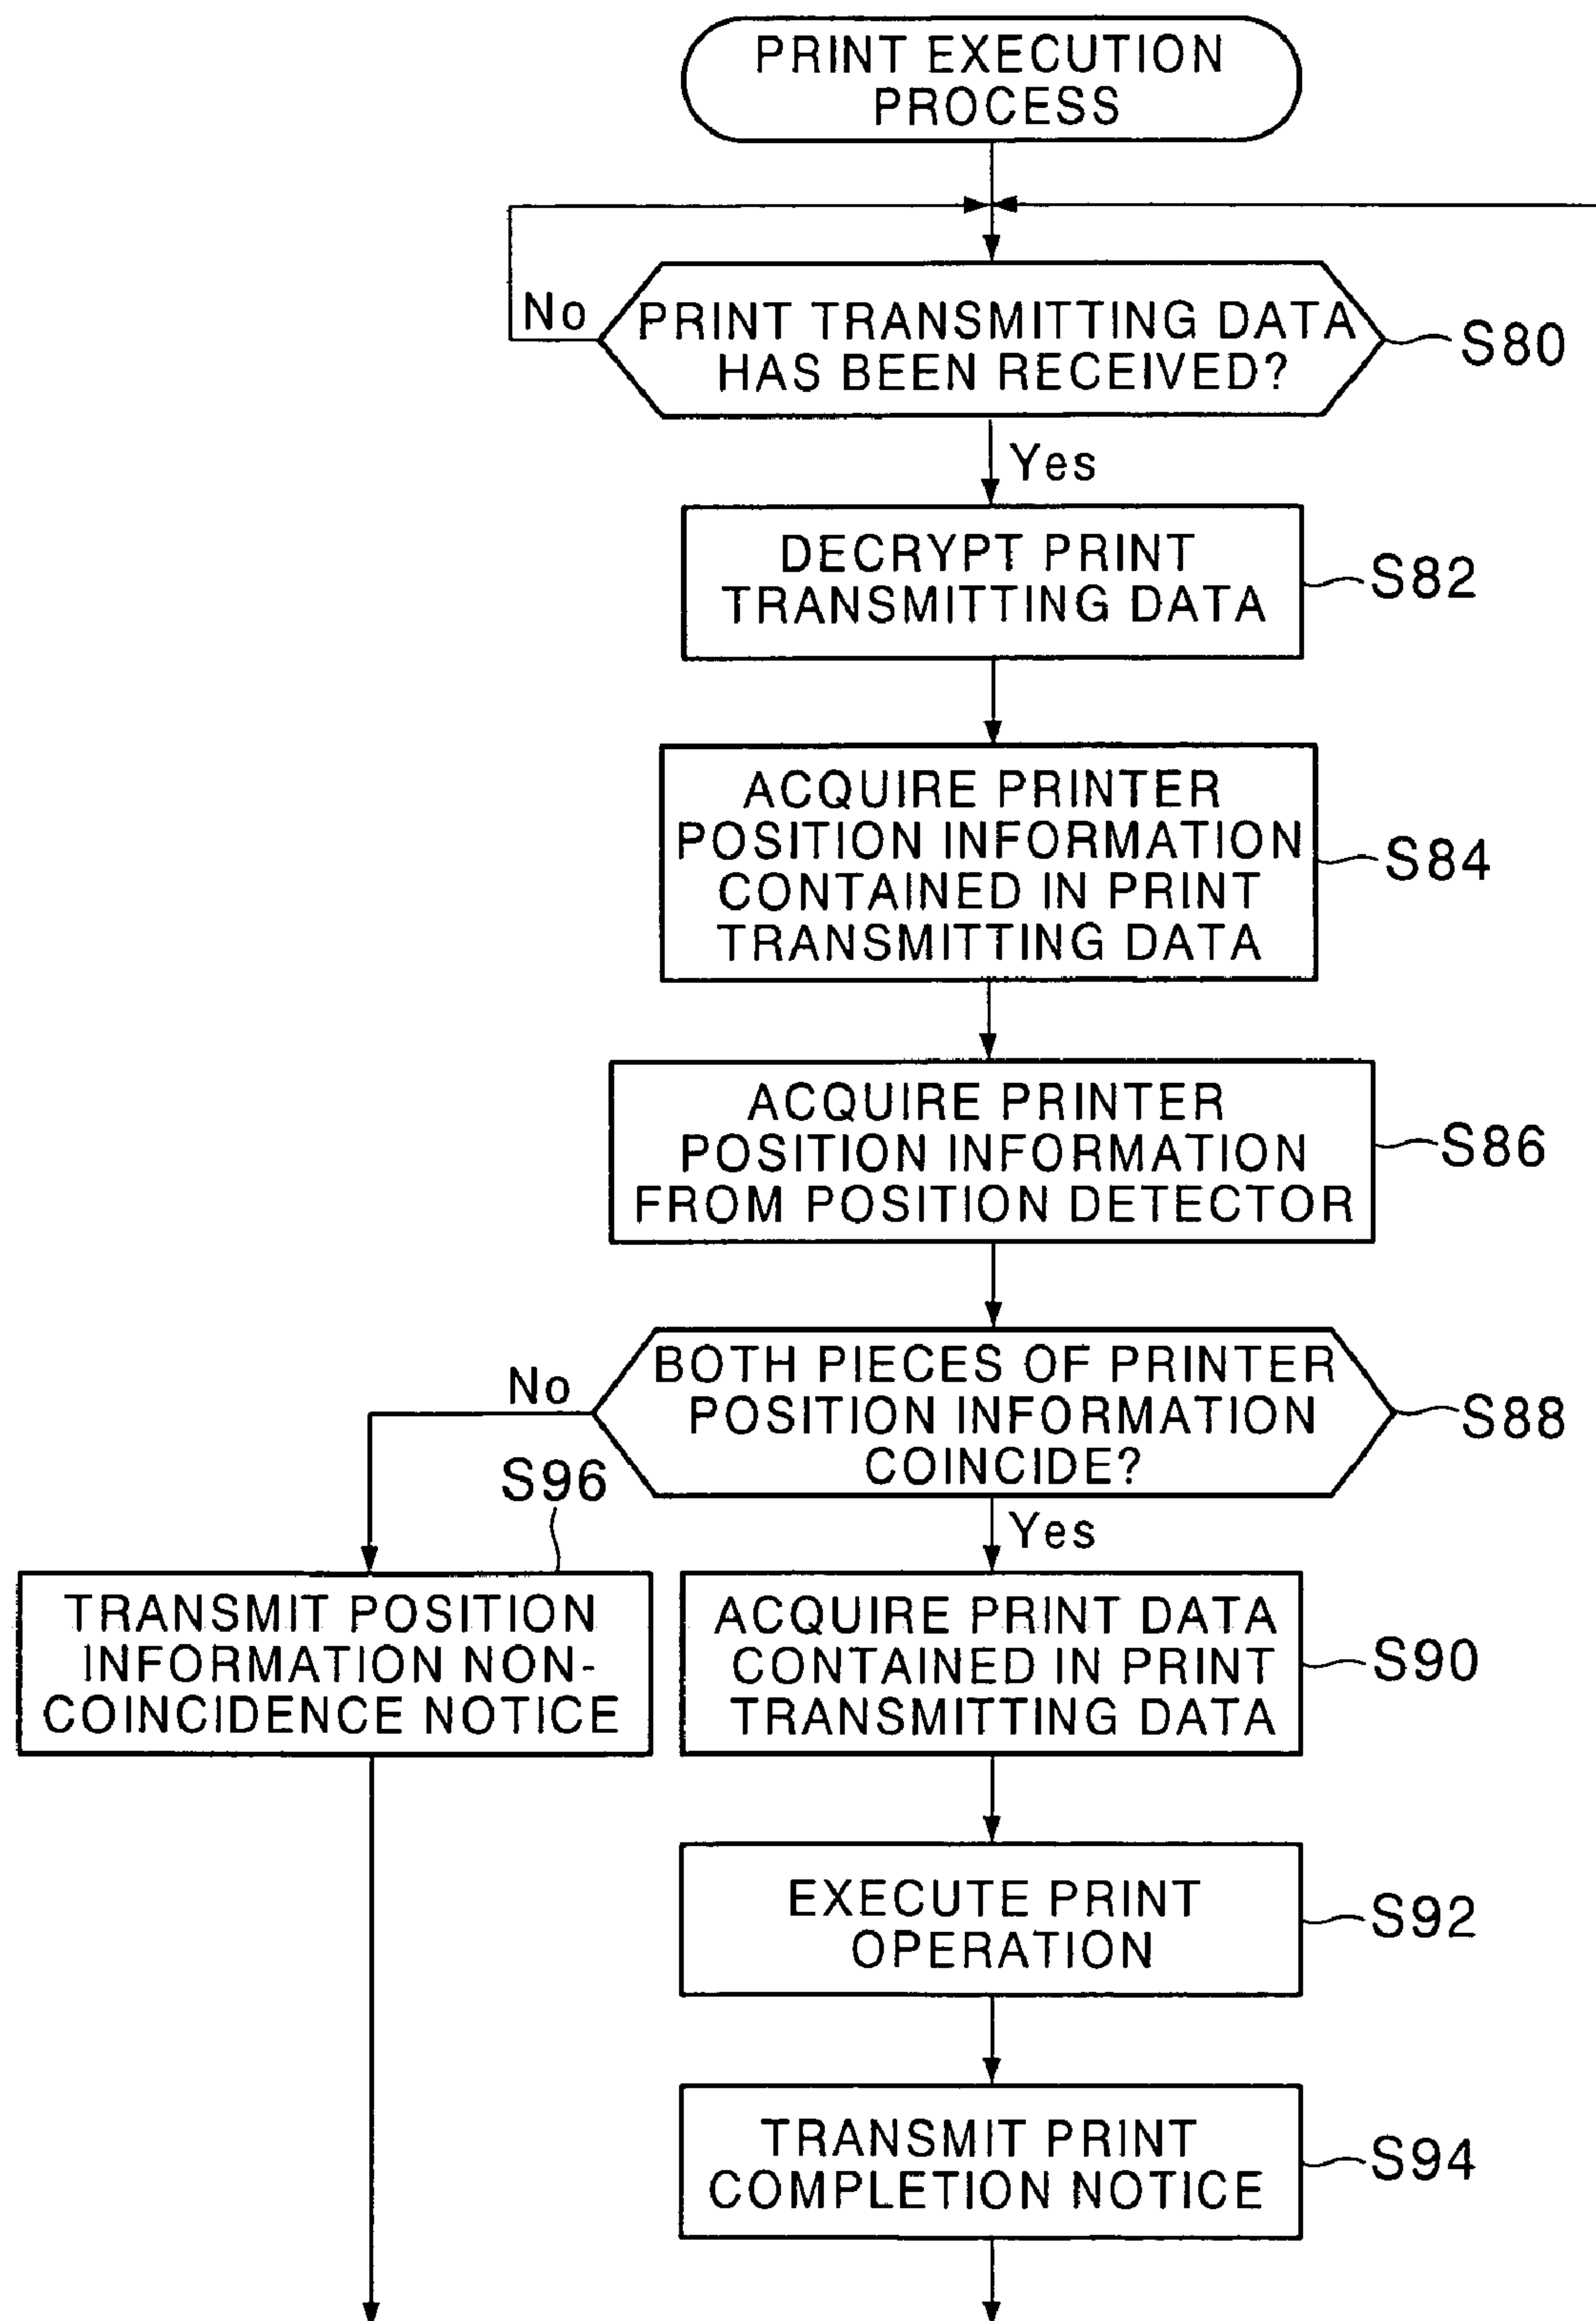 PRINT EXECUTION
PROCESS
No
PRINT TRANSMITTING DATA
HAS BEEN RECEIVED?
S80
Yes
DECRYPT PRINT
TRANSMITTING DATA
S82
ACQUIRE PRINTER
POSITION INFORMATION
CONTAINED IN PRINT
TRANSMITTING DATA
S84
ACQUIRE PRINTER
POSITION INFORMATION
FROM POSITION DETECTOR
S86
No
BOTH PIECES OF PRINTER
POSITION INFORMATION
COINCIDE?
S88
S96
Yes
TRANSMIT POSITION
INFORMATION NON-
COINCIDENCE NOTICE
ACQUIRE PRINT DATA
CONTAINED IN PRINT
TRANSMITTING DATA
S90
EXECUTE PRINT
OPERATION
S92
TRANSMIT PRINT
COMPLETION NOTICE
S94